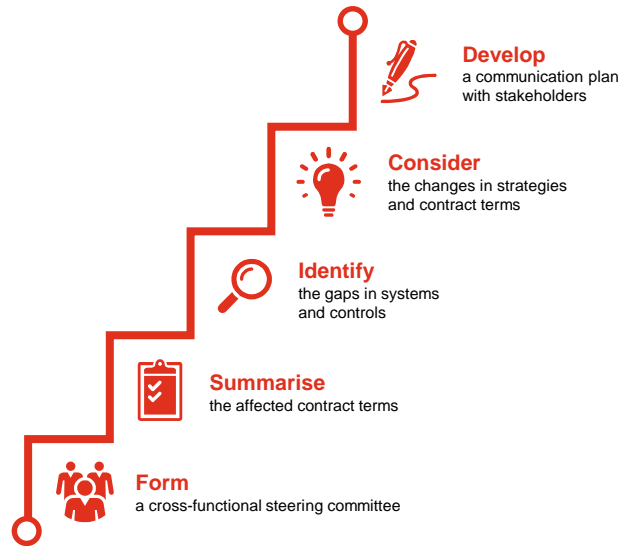 Develop
a communication plan
with stakeholders
Consider
the changes in strategies
and contract terms
Identify
the gaps in systems
and controls
Summarise
the affected contract terms
Form
a cross-functional steering committee